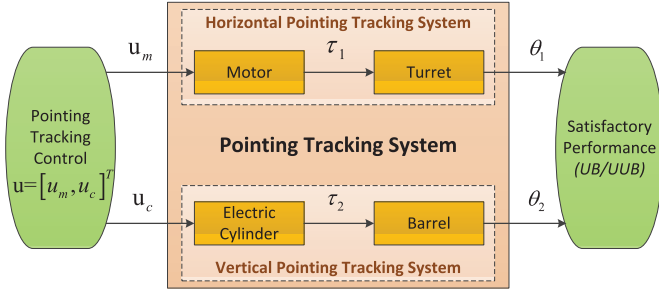 Horizontal Pointing Tracking System
u_m
τ_1
θ_1
Motor
Turret
Pointing
Tracking
Control
u=[u_m, u_c]^T
Pointing Tracking System
Satisfactory
Performance
(UB/UUB)
u_c
τ_2
θ_2
Electric
Cylinder
Barrel
Vertical Pointing Tracking System